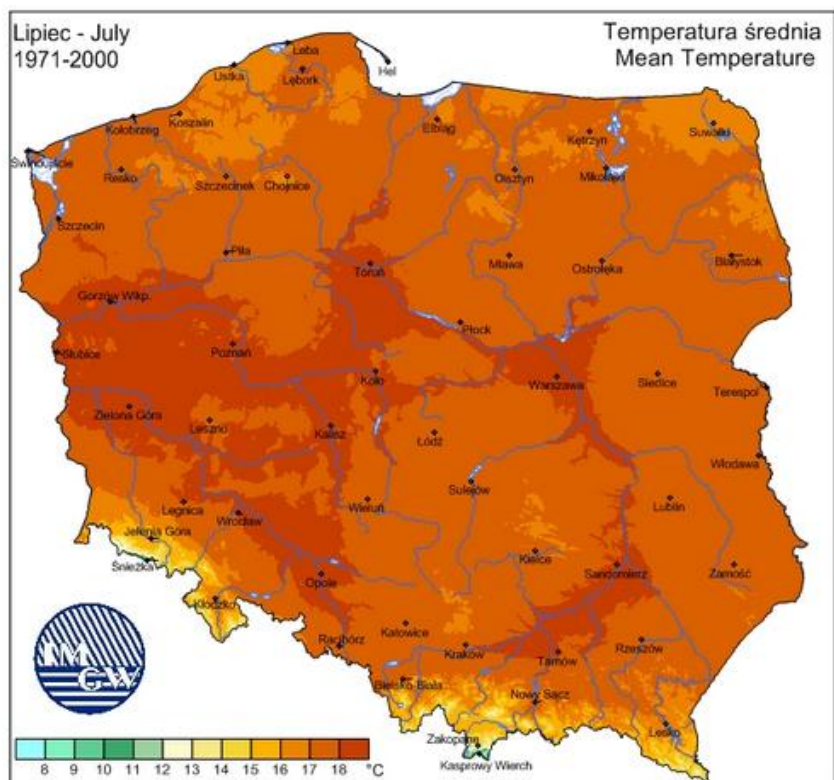 Lipiec - July
1971-2000
Temperatura średnia
Mean Temperature
Łeba
Hel
Ustka
Lębork
Kołobrzeg
Koszalin
Elbląg
Kętrzyn
Suwałki
Świnoujście
Resko
Szczecinek
Chojnice
Olsztyn
Mikołajki
Szczecin
Piła
Toruń
Mława
Ostrołęka
Białystok
Gorzów Wlkp.
Płock
Słubice
Poznań
Koło
Warszawa
Siedlce
Terespol
Zielona Góra
Leszno
Kalisz
Łódź
Włodawa
Sulejów
Legnica
Wrocław
Wieluń
Lublin
Jelenia Góra
Śnieżka
Kielce
Sandomierz
Zamość
Opole
Kłodzko
Katowice
Racibórz
Kraków
Tarnów
Rzeszów
Bielsko-Biała
Nowy Sącz
Lesko
Zakopane
Kasprowy Wierch
IM
GW
8 9 10 11 12 13 14 15 16 17 18 °C